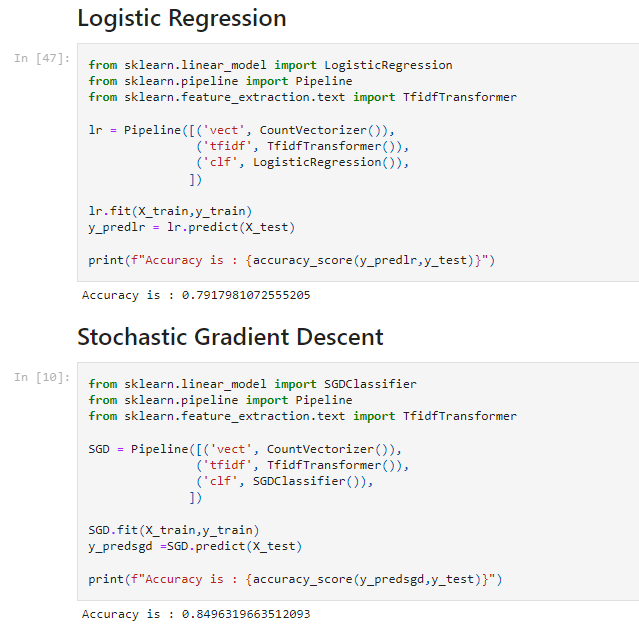 Logistic Regression
In [47]:
from sklearn.linear_model import LogisticRegression
from sklearn.pipeline import Pipeline
from sklearn.feature_extraction.text import TfidfTransformer
lr = Pipeline([('vect', CountVectorizer()),
('tfidf', TfidfTransformer()),
('clf', LogisticRegression()),
])
lr.fit(X_train,y_train)
y_predlr = lr.predict(X_test)
print(f"Accuracy is : {accuracy_score(y_predlr,y_test)}")
Accuracy is : 0.7917981072555205
Stochastic Gradient Descent
In [10]:
from sklearn.linear_model import SGDClassifier
from sklearn.pipeline import Pipeline
from sklearn.feature_extraction.text import TfidfTransformer
SGD = Pipeline([('vect', CountVectorizer()),
('tfidf', TfidfTransformer()),
('clf', SGDClassifier()),
])
SGD.fit(X_train,y_train)
y_predsgd =SGD.predict(X_test)
print(f"Accuracy is : {accuracy_score(y_predsgd,y_test)}")
Accuracy is : 0.8496319663512093